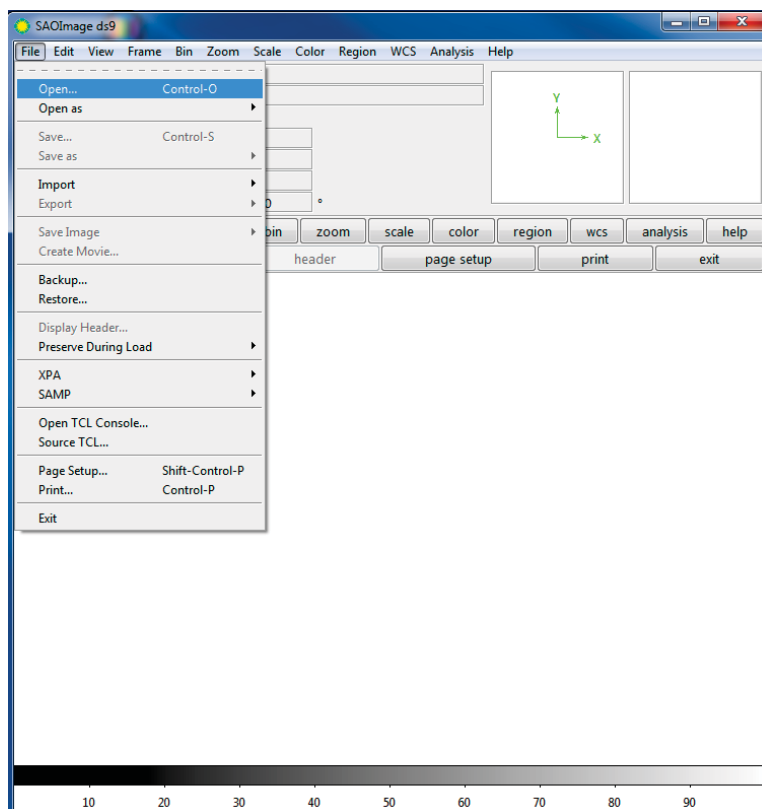 SAOImage ds9
File Edit View Frame Bin Zoom Scale Color Region WCS Analysis Help
Open... Control-O
Open as
Save... Control-S
Save as
Import
Export
Save Image
Create Movie...
Backup...
Restore...
Display Header...
Preserve During Load
XPA
SAMP
Open TCL Console...
Source TCL...
Page Setup... Shift-Control-P
Print... Control-P
Exit
Y
X
0 °
bin zoom scale color region wcs analysis help
header page setup print exit
10 20 30 40 50 60 70 80 90